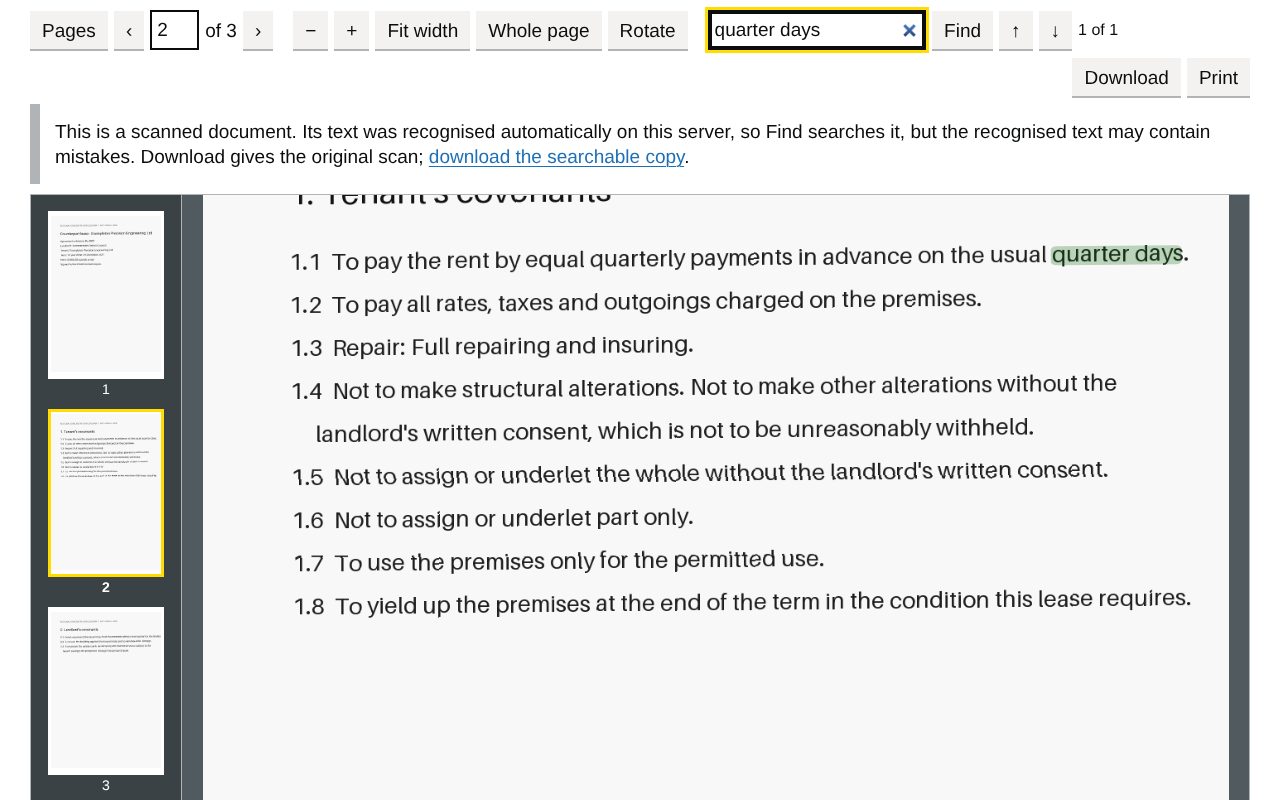 Pages
‹
2
of 3
›
−
+
Fit width
Whole page
Rotate
quarter days
×
Find
↑
↓
1 of 1
Download
Print
This is a scanned document. Its text was recognised automatically on this server, so Find searches it, but the recognised text may contain
mistakes. Download gives the original scan; download the searchable copy.
1
2
3
1. Tenant's covenants
1.1 To pay the rent by equal quarterly payments in advance on the usual quarter days.
1.2 To pay all rates, taxes and outgoings charged on the premises.
1.3 Repair: Full repairing and insuring.
1.4 Not to make structural alterations. Not to make other alterations without the
landlord's written consent, which is not to be unreasonably withheld.
1.5 Not to assign or underlet the whole without the landlord's written consent.
1.6 Not to assign or underlet part only.
1.7 To use the premises only for the permitted use.
1.8 To yield up the premises at the end of the term in the condition this lease requires.